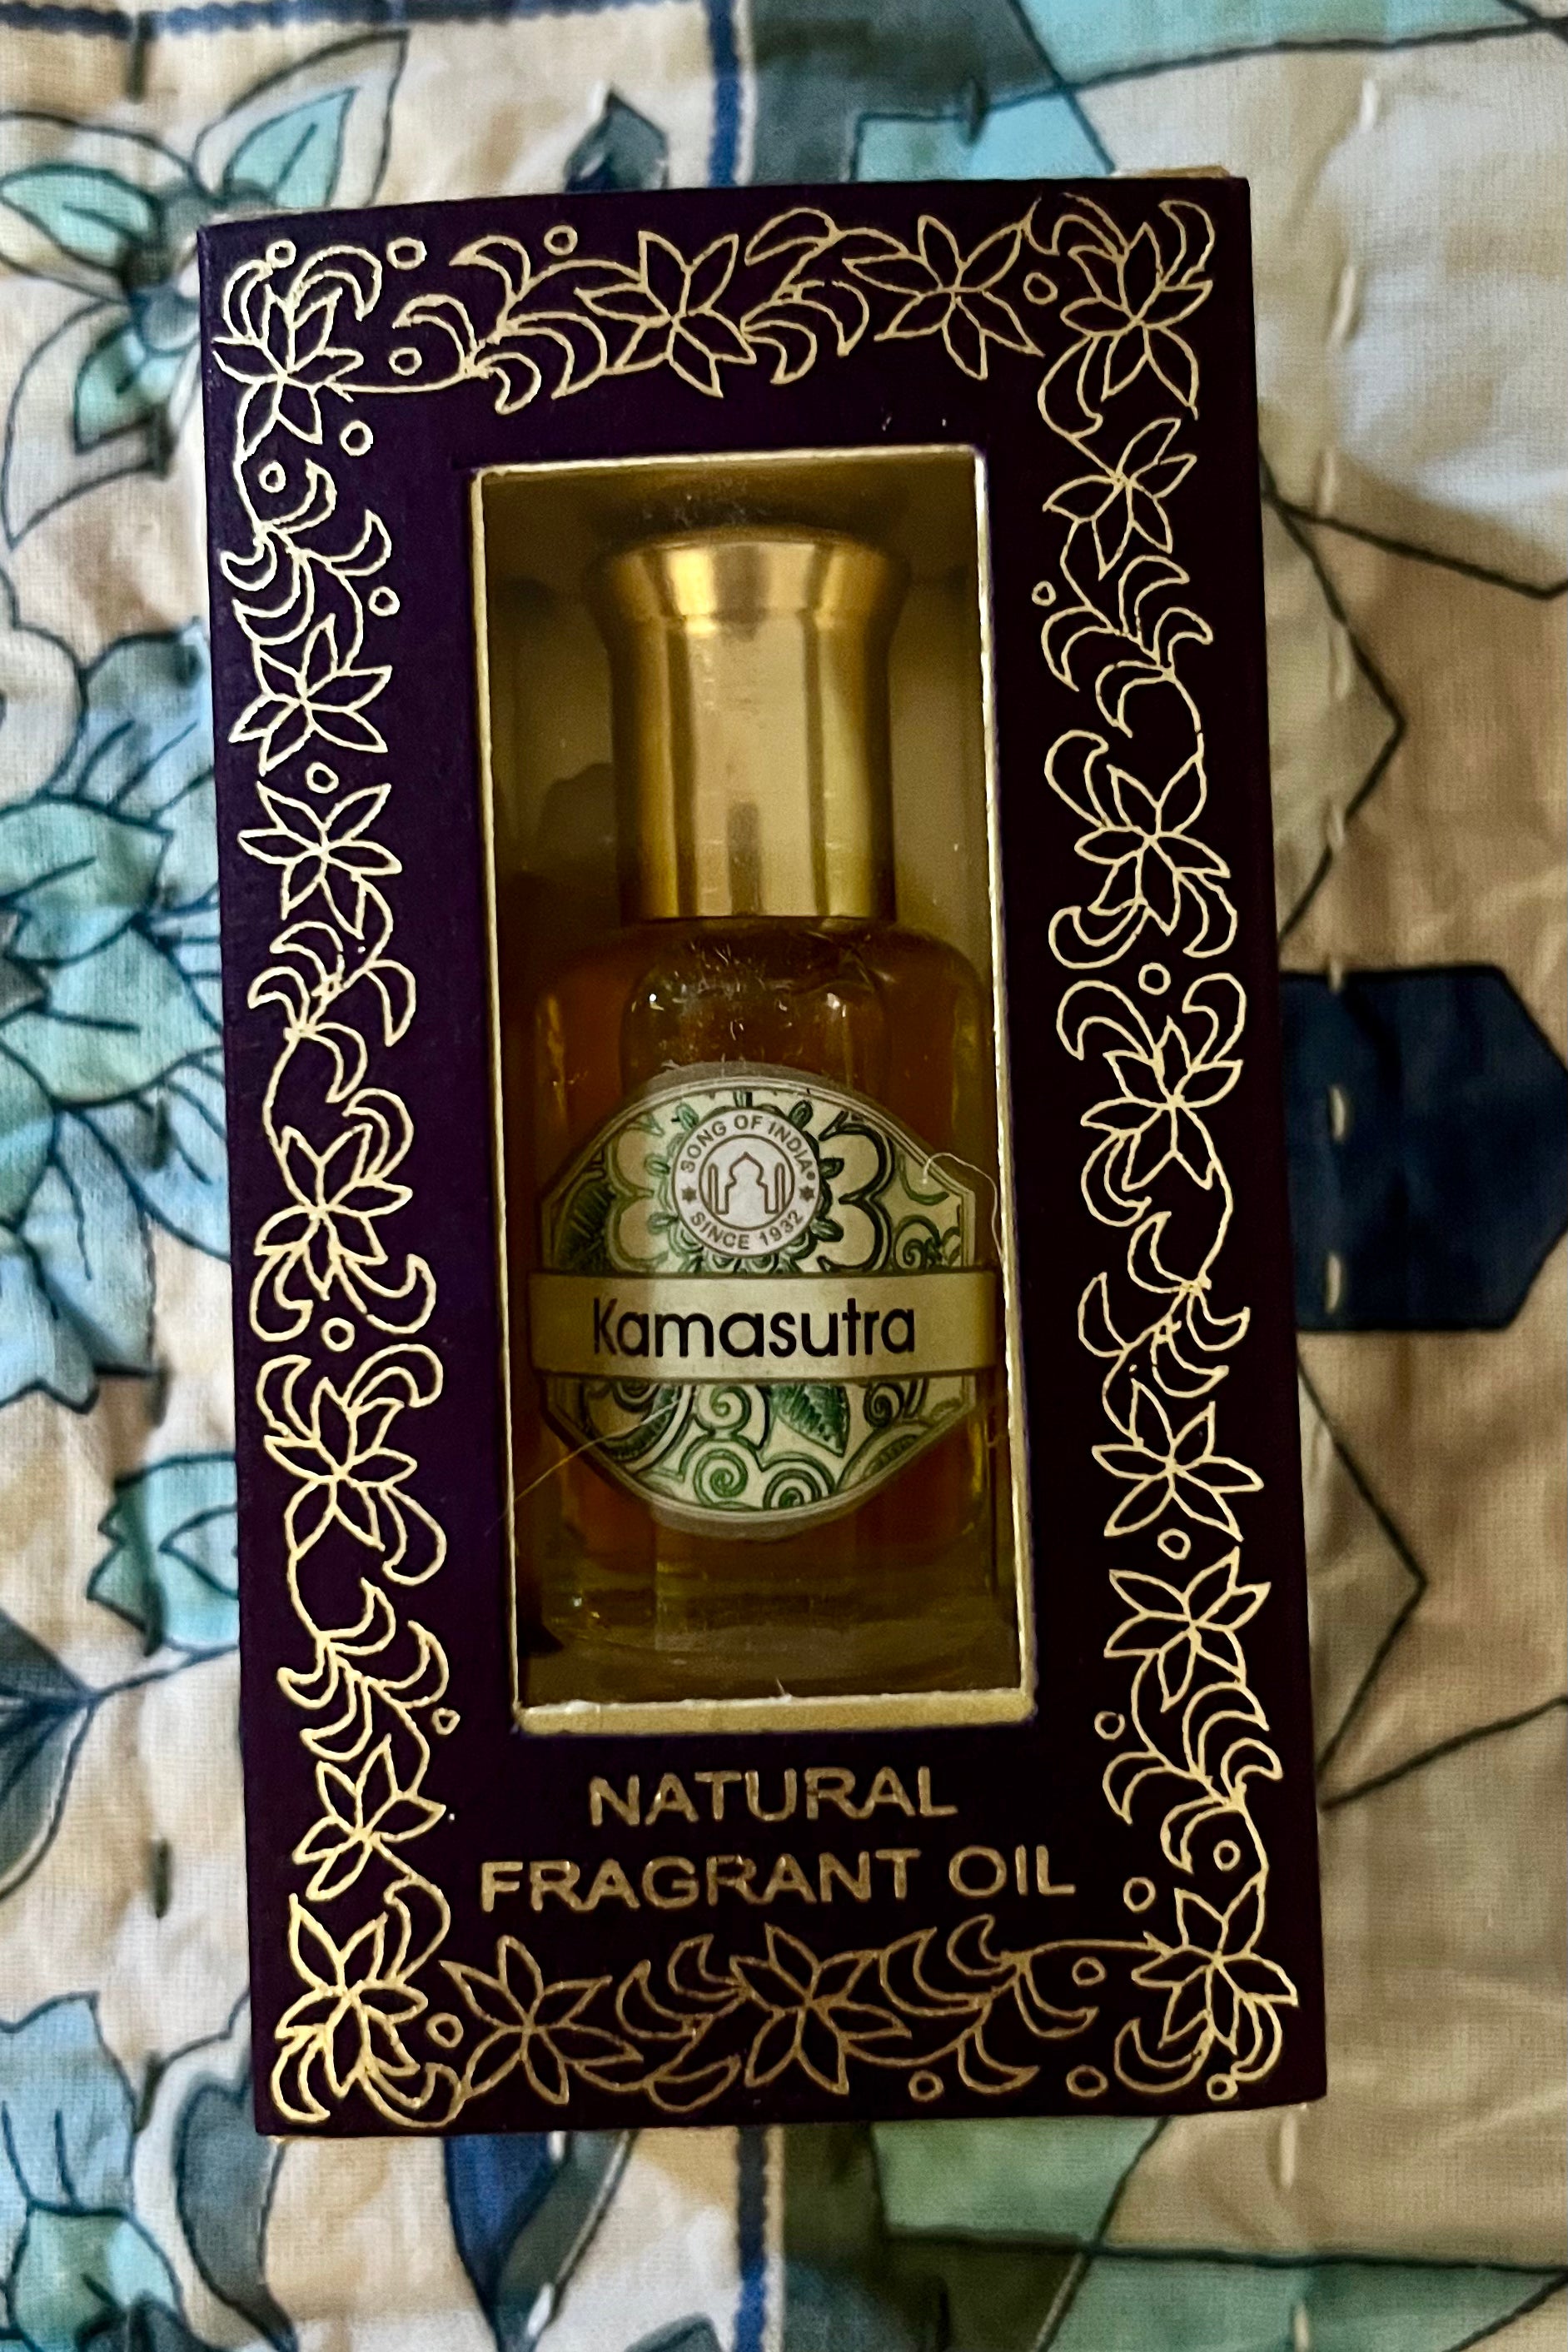 SONG OF INDIA®
SINCE 1932
Kamasutra
NATURAL
FRAGRANT OIL